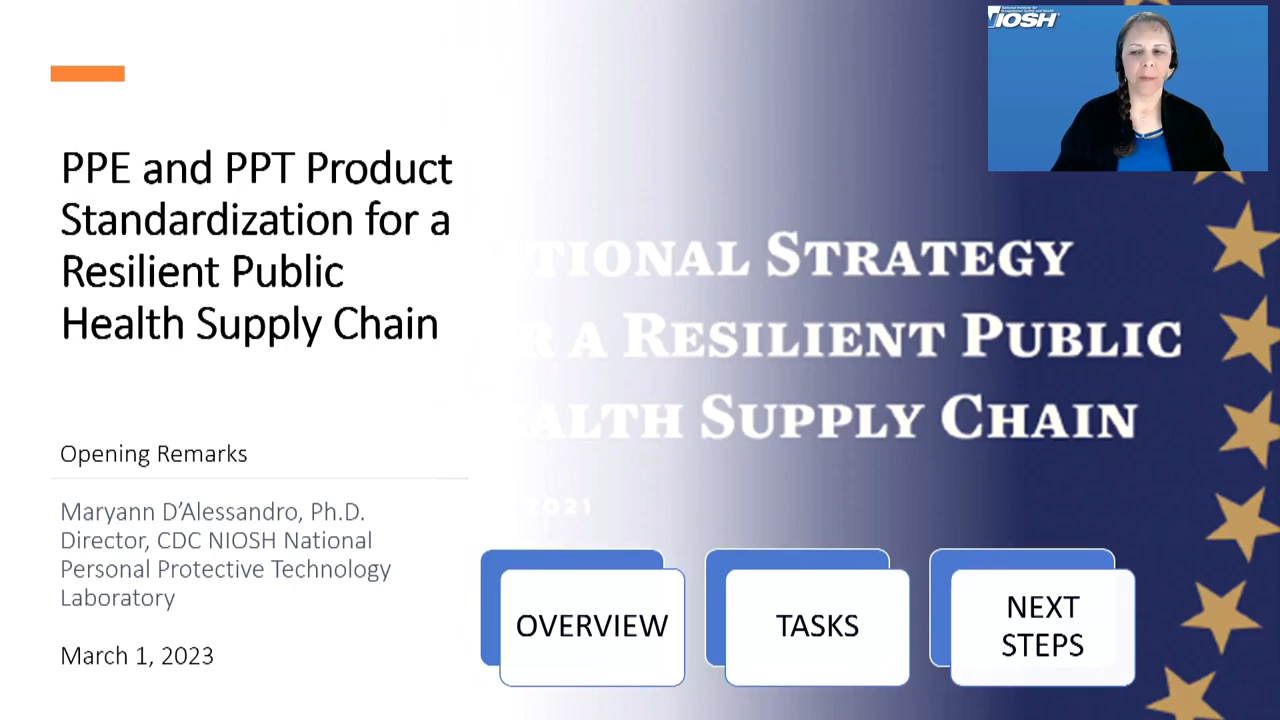 PPE and PPT Product
Standardization for a
Resilient Public
Health Supply Chain
Opening Remarks
Maryann D’Alessandro, Ph.D.
Director, CDC NIOSH National
Personal Protective Technology
Laboratory
March 1, 2023
NIOSH
TIONAL STRATEGY
R A RESILIENT PUBLIC
EALTH SUPPLY CHAIN
2021
OVERVIEW
TASKS
NEXT
STEPS